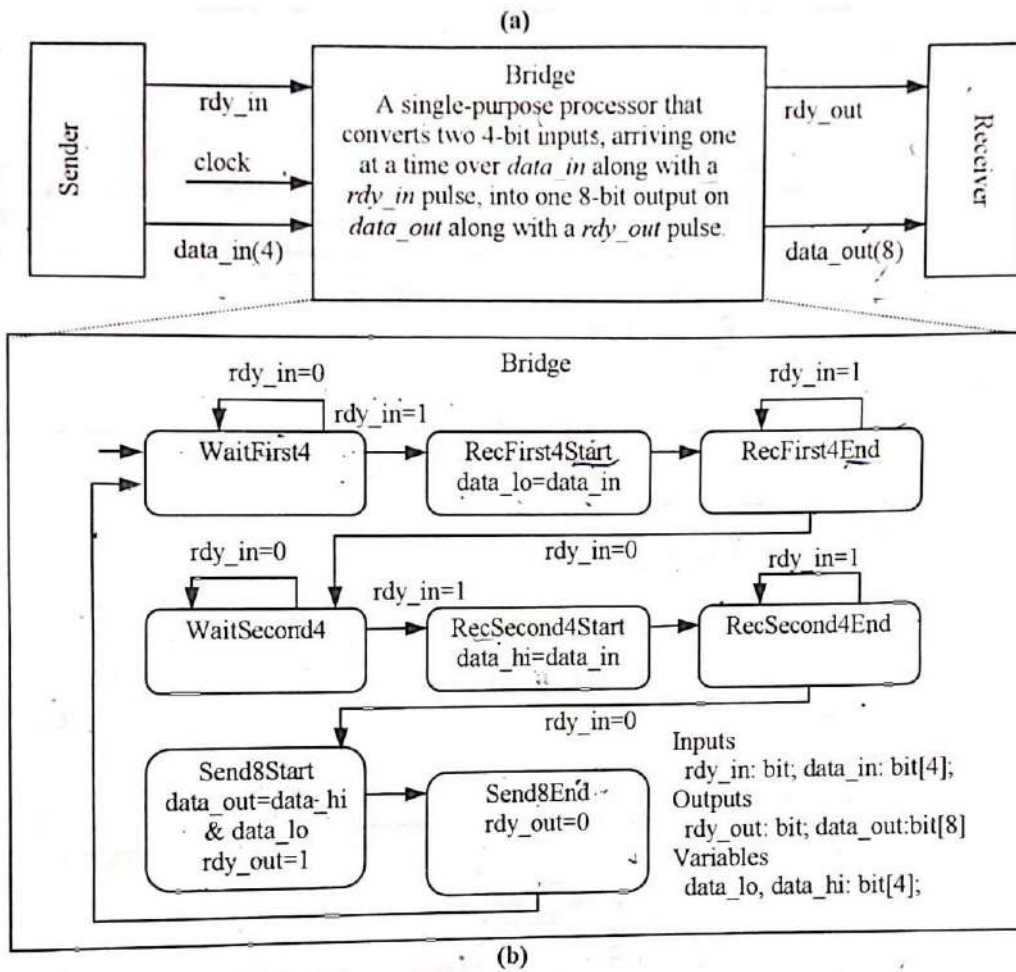 (a)
Sender
rdy_in
clock
data_in(4)
Bridge
A single-purpose processor that
converts two 4-bit inputs, arriving one
at a time over data_in along with a
rdy_in pulse, into one 8-bit output on
data_out along with a rdy_out pulse.
rdy_out
data_out(8)
Receiver
Bridge
rdy_in=0
rdy_in=1
rdy_in=1
WaitFirst4
RecFirst4Start
data_lo=data_in
RecFirst4End
rdy_in=0
rdy_in=0
rdy_in=1
rdy_in=1
WaitSecond4
RecSecond4Start
data_hi=data_in
RecSecond4End
rdy_in=0
Send8Start
data_out=data_hi
& data_lo
rdy_out=1
Send8End
rdy_out=0
Inputs
rdy_in: bit; data_in: bit[4];
Outputs
rdy_out: bit; data_out:bit[8]
Variables
data_lo, data_hi: bit[4];
(b)